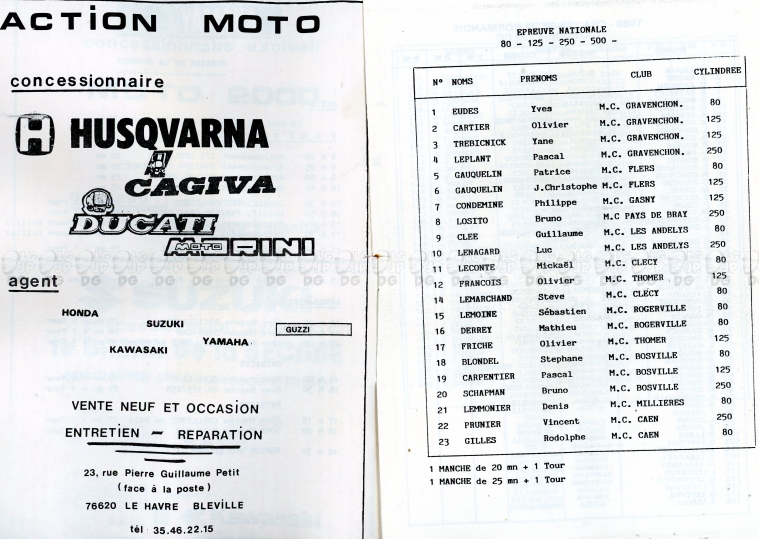 ACTION MOTO
concessionnaire
HUSQVARNA
CAGIVA
DUCATI
MOTO MORINI
agent
HONDA
SUZUKI
GUZZI
YAMAHA
KAWASAKI
VENTE NEUF ET OCCASION
ENTRETIEN - REPARATION
23, rue Pierre Guillaume Petit
(face à la poste)
76620 LE HAVRE BLEVILLE
tél 35.46.22.15
EPREUVE NATIONALE
80 - 125 - 250 - 500 -
N° NOMS PRENOMS CLUB CYLINDREE
1 EUDES Yves M.C. GRAVENCHON. 80
2 CARTIER Olivier M.C. GRAVENCHON. 125
3 TREBICNICK Yane M.C. GRAVENCHON. 125
4 LEPLANT Pascal M.C. GRAVENCHON. 250
5 GAUQUELIN Patrice M.C. FLERS 80
6 GAUQUELIN J.Christophe M.C. FLERS 125
7 CONDEMINE Philippe M.C. GASNY 125
8 LOSITO Bruno M.C PAYS DE BRAY 250
9 CLEE Guillaume M.C. LES ANDELYS 80
10 LENAGARD Luc M.C. LES ANDELYS 250
11 LECONTE Mickaël M.C. CLECY 80
12 FRANCOIS Olivier M.C. THOMER 125
14 LEMARCHAND Steve M.C. CLECY 80
15 LEMOINE Sébastien M.C. ROGERVILLE 80
16 DERREY Mathieu M.C. ROGERVILLE 80
17 FRICHE Olivier M.C. THOMER 125
18 BLONDEL Stephane M.C. BOSVILLE 80
19 CARPENTIER Pascal M.C. BOSVILLE 125
20 SCHAPMAN Bruno M.C. BOSVILLE 250
21 LEMMONIER Denis M.C. MILLIERES 80
22 PRUNIER Vincent M.C. CAEN 250
23 GILLES Rodolphe M.C. CAEN 80
1 MANCHE de 20 mn + 1 Tour
1 MANCHE de 25 mn + 1 Tour